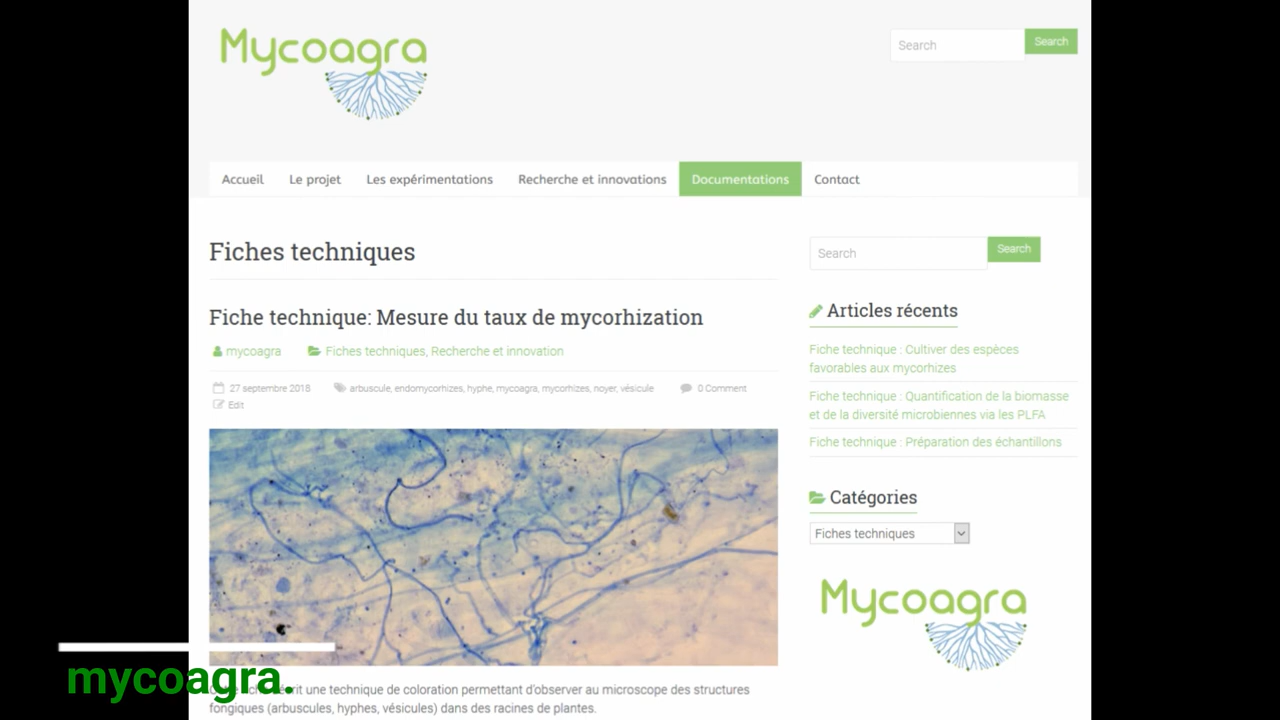 Mycoagra
Search
Search
Accueil
Le projet
Les expérimentations
Recherche et innovations
Documentations
Contact
Fiches techniques
Fiche technique: Mesure du taux de mycorhization
mycoagra
Fiches techniques, Recherche et innovation
27 septembre 2018
arbuscule, endomycorhizes, hyphe, mycoagra, mycorhizes, noyer, vésicule
0 Comment
Edit
une technique de coloration permettant d'observer au microscope des structures
fongiques (arbuscules, hyphes, vésicules) dans des racines de plantes.
Search
Search
Articles récents
Fiche technique : Cultiver des espèces
favorables aux mycorhizes
Fiche technique : Quantification de la biomasse
et de la diversité microbiennes via les PLFA
Fiche technique : Préparation des échantillons
Catégories
Fiches techniques
Mycoagra
mycoagra.